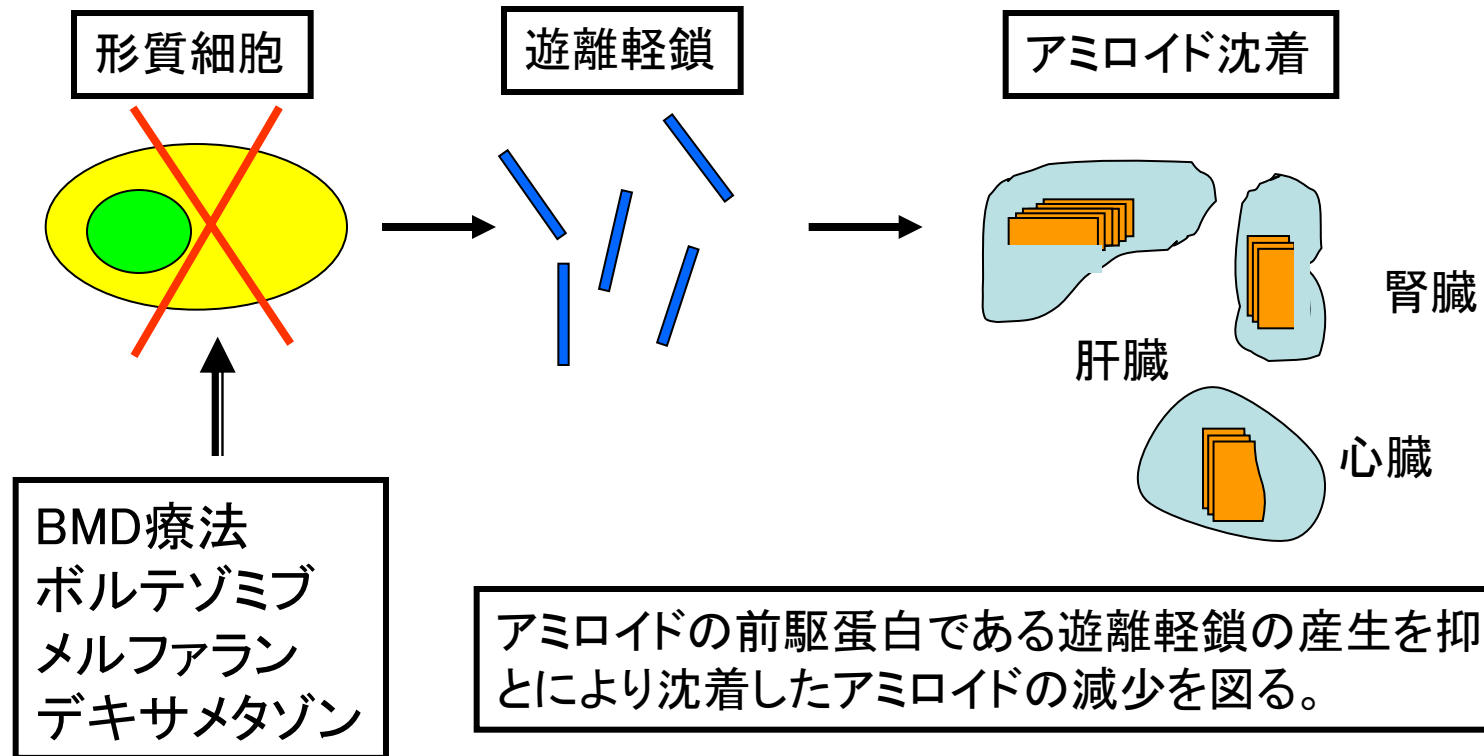 形質細胞
遊離軽鎖
アミロイド沈着
腎臓
肝臓
心臓
BMD療法
ボルテゾミブ
メルファラン
デキサメタゾン
アミロイドの前駆蛋白である遊離軽鎖の産生を抑
とにより沈着したアミロイドの減少を図る。